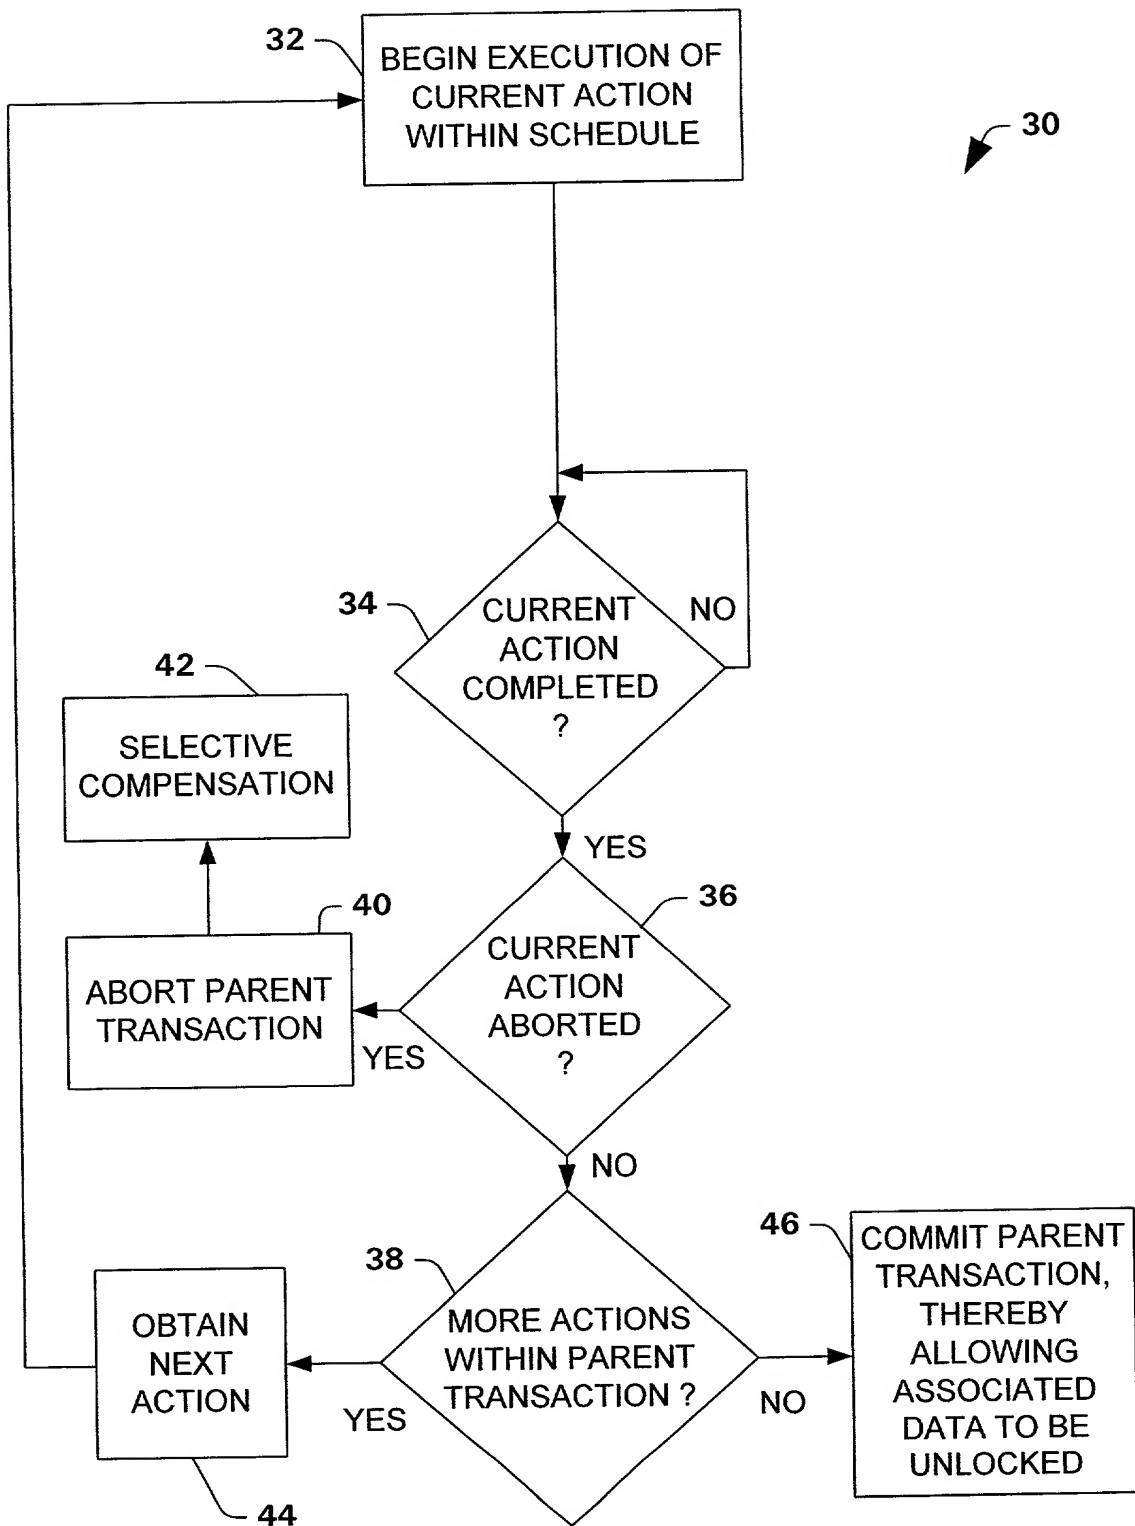 32
BEGIN EXECUTION OF
CURRENT ACTION
WITHIN SCHEDULE
30
34
CURRENT
ACTION
COMPLETED
?
NO
42
SELECTIVE
COMPENSATION
YES
36
40
CURRENT
ACTION
ABORTED
?
ABORT PARENT
TRANSACTION
YES
NO
38
MORE ACTIONS
WITHIN PARENT
TRANSACTION ?
46
COMMIT PARENT
TRANSACTION,
THEREBY
ALLOWING
ASSOCIATED
DATA TO BE
UNLOCKED
OBTAIN
NEXT
ACTION
YES
NO
44